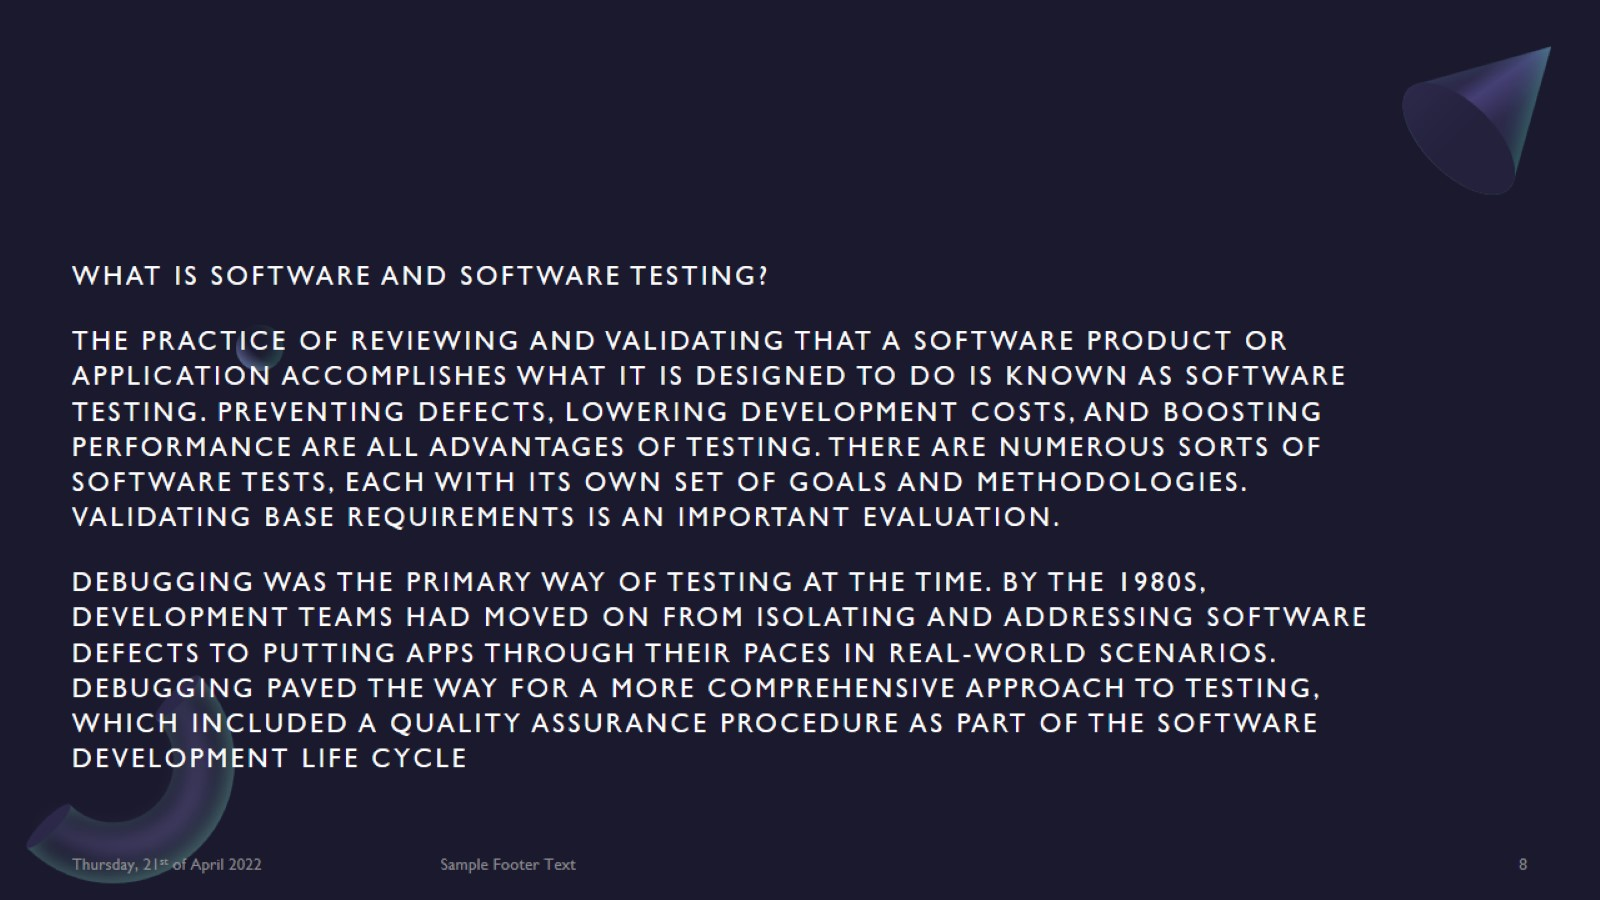 WHAT IS SOFTWARE AND SOFTWARE TESTING?
THE PRACTICE OF REVIEWING AND VALIDATING THAT A SOFTWARE PRODUCT OR
APPLICATION ACCOMPLISHES WHAT IT IS DESIGNED TO DO IS KNOWN AS SOFTWARE
TESTING. PREVENTING DEFECTS, LOWERING DEVELOPMENT COSTS, AND BOOSTING
PERFORMANCE ARE ALL ADVANTAGES OF TESTING. THERE ARE NUMEROUS SORTS OF
SOFTWARE TESTS, EACH WITH ITS OWN SET OF GOALS AND METHODOLOGIES.
VALIDATING BASE REQUIREMENTS IS AN IMPORTANT EVALUATION.
DEBUGGING WAS THE PRIMARY WAY OF TESTING AT THE TIME. BY THE 1980S,
DEVELOPMENT TEAMS HAD MOVED ON FROM ISOLATING AND ADDRESSING SOFTWARE
DEFECTS TO PUTTING APPS THROUGH THEIR PACES IN REAL-WORLD SCENARIOS.
DEBUGGING PAVED THE WAY FOR A MORE COMPREHENSIVE APPROACH TO TESTING,
WHICH INCLUDED A QUALITY ASSURANCE PROCEDURE AS PART OF THE SOFTWARE
DEVELOPMENT LIFE CYCLE
Thursday, 21st of April 2022
Sample Footer Text
8